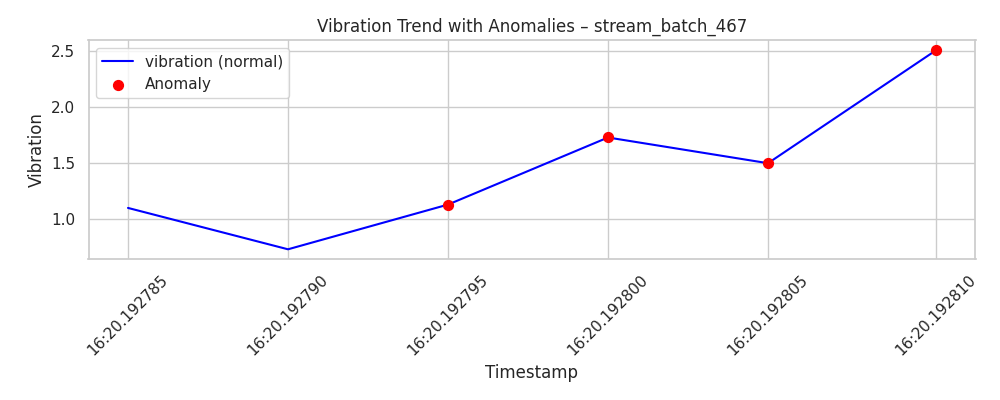 Vibration Trend with Anomalies – stream_batch_467
vibration (normal)
Anomaly
Vibration
2.5
2.0
1.5
1.0
16:20.192785
16:20.192790
16:20.192795
16:20.192800
16:20.192805
16:20.192810
Timestamp